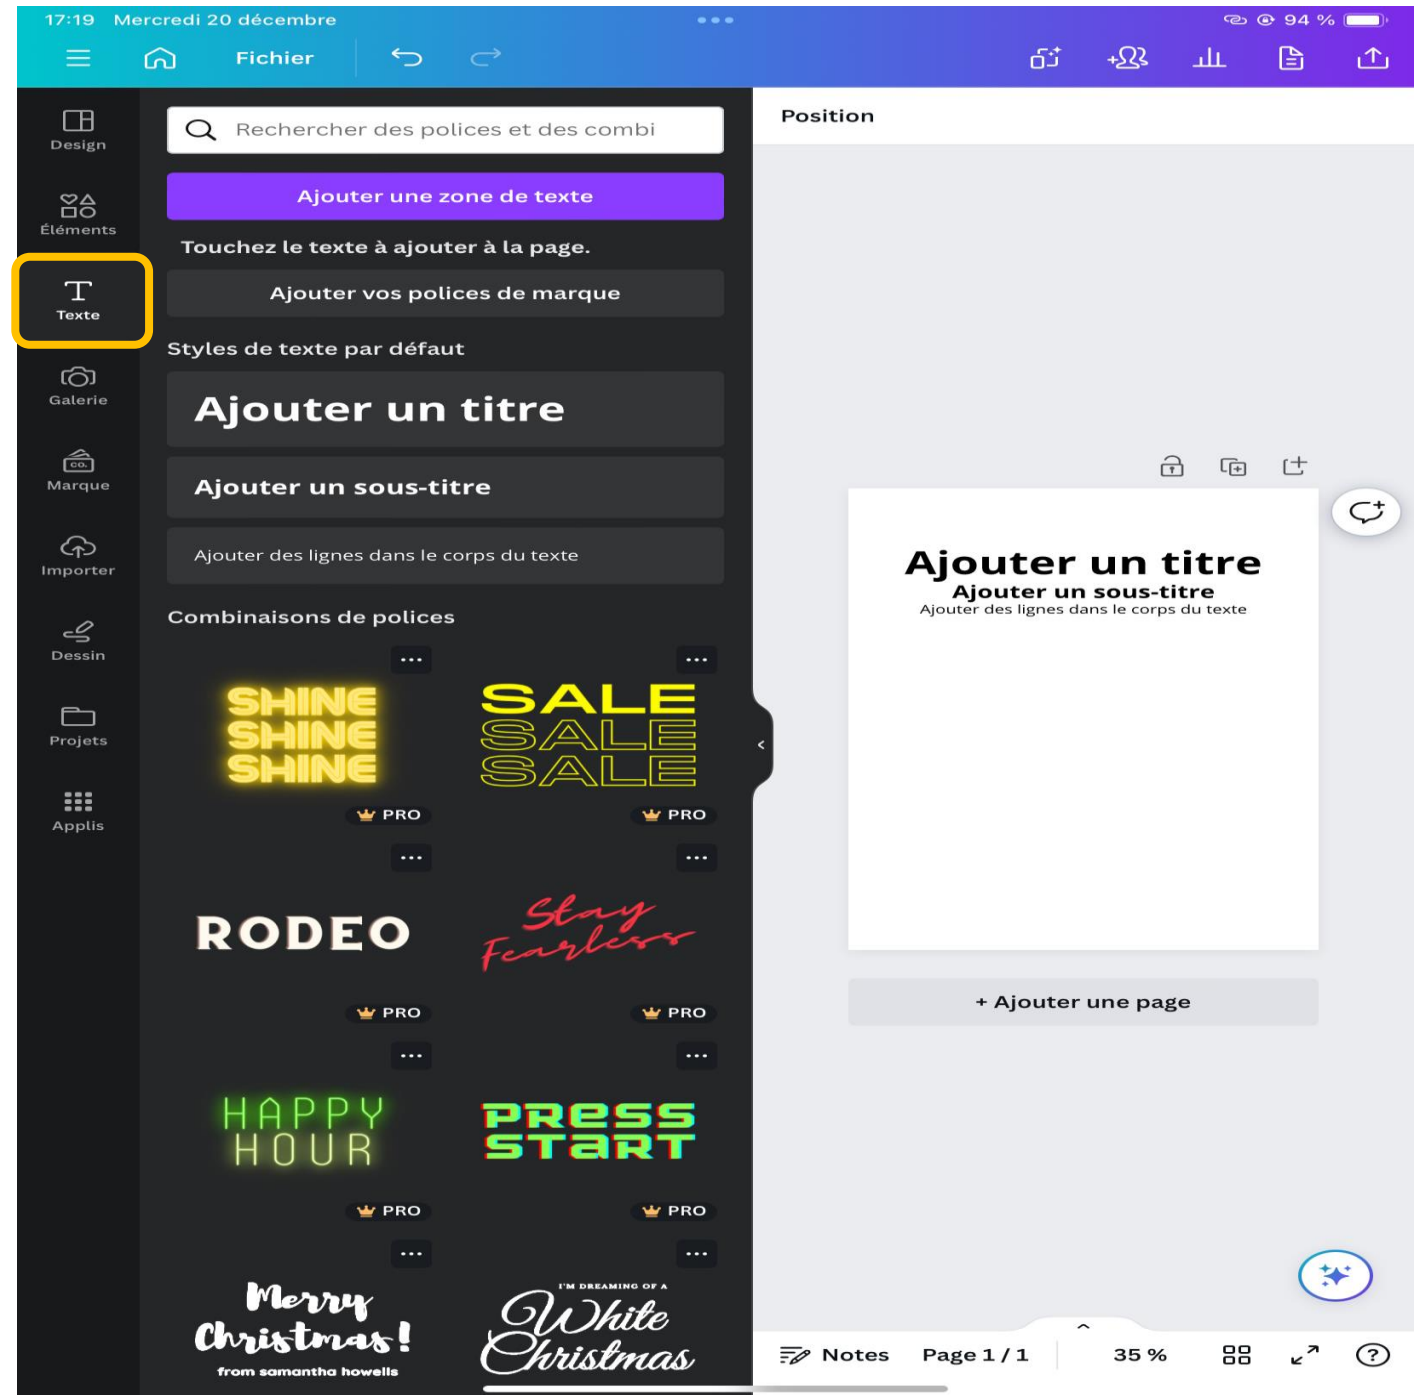 17:19 Mercredi 20 décembre
94 %
Fichier
Design
Éléments
Texte
Galerie
CO.
Marque
Importer
Dessin
Projets
Applis
Rechercher des polices et des combi
Ajouter une zone de texte
Touchez le texte à ajouter à la page.
Ajouter vos polices de marque
Styles de texte par défaut
Ajouter un titre
Ajouter un sous-titre
Ajouter des lignes dans le corps du texte
Combinaisons de polices
SHINE
SHINE
SHINE
PRO
SALE
SALE
SALE
PRO
RODEO
PRO
Stay
Fearless
PRO
HAPPY
HOUR
PRO
PRESS
START
PRO
Merry
Christmas!
from samantha howells
I'M DREAMING OF A
White
Christmas
Position
Ajouter un titre
Ajouter un sous-titre
Ajouter des lignes dans le corps du texte
+ Ajouter une page
Notes
Page 1 / 1
35 %